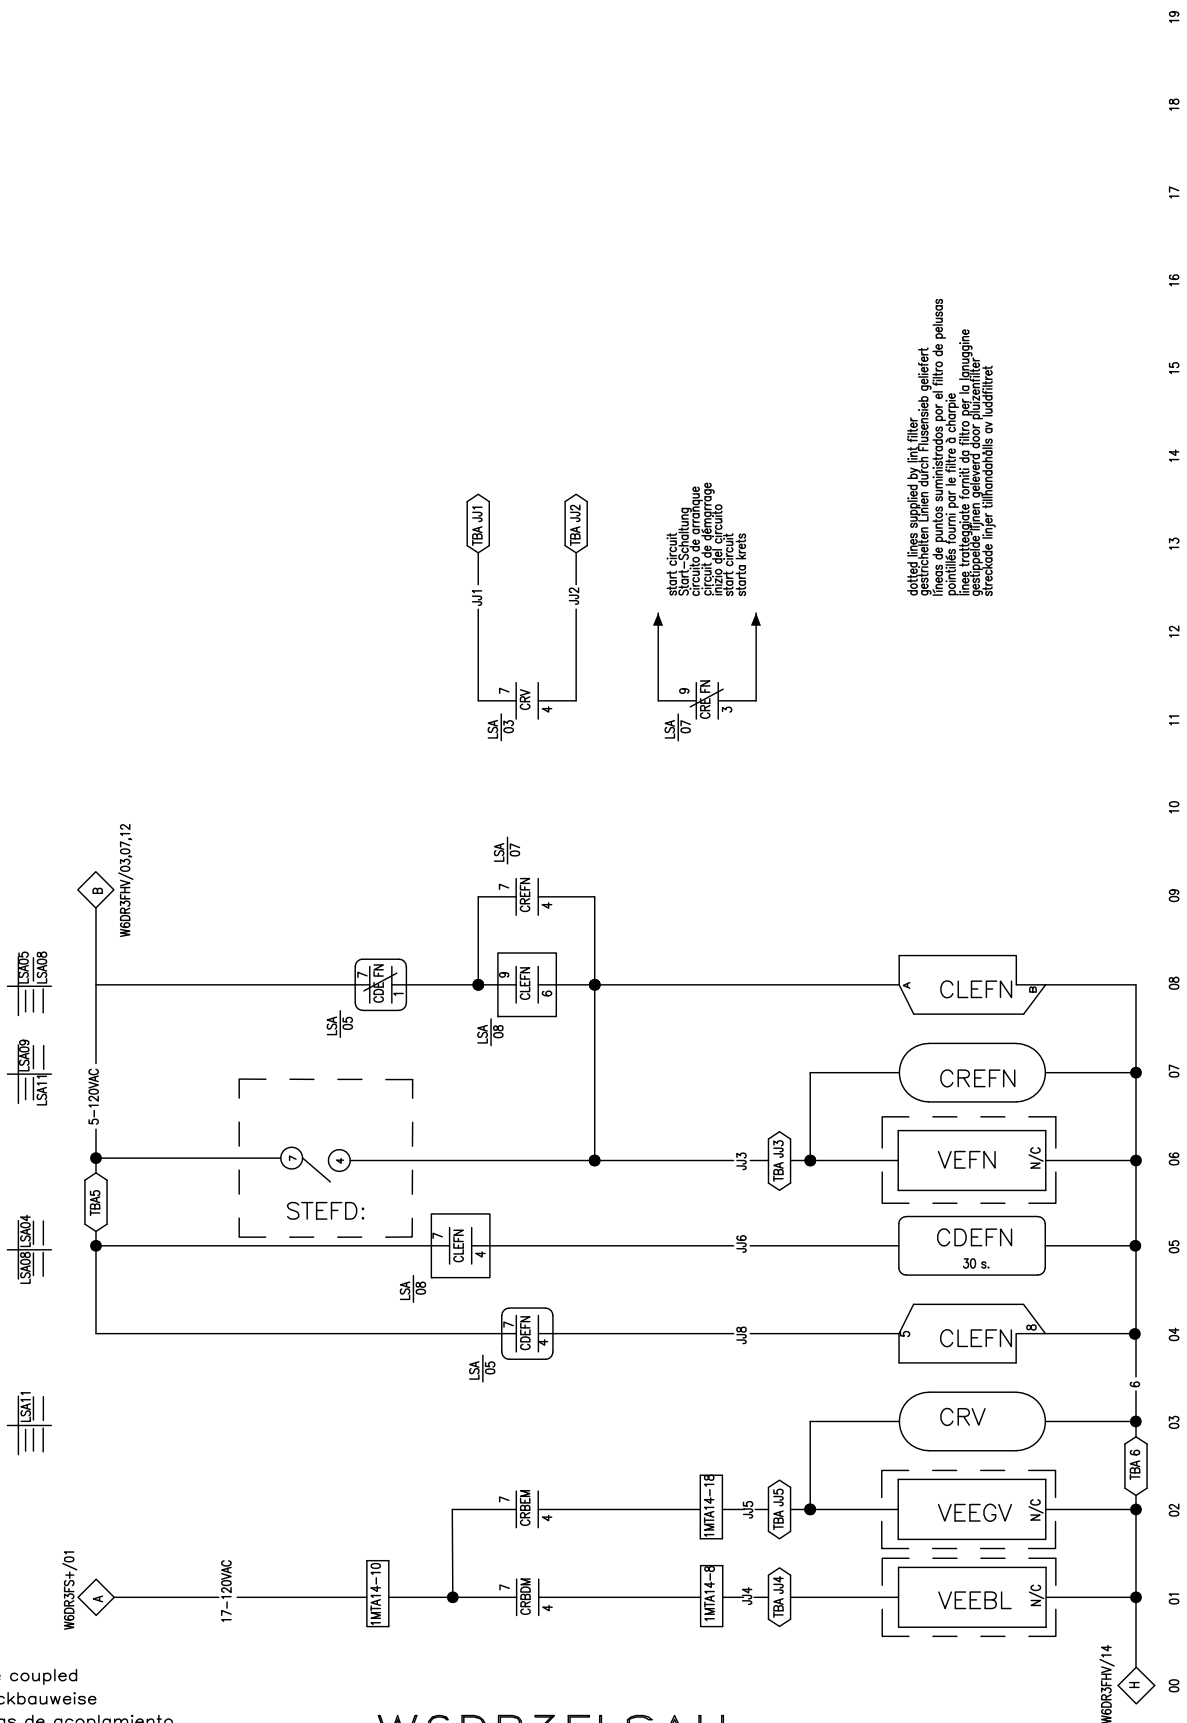 19
18
17
16
15
14
13
12
11
10
09
08
07
06
05
04
03
02
01
00
dotted lines supplied by lint filter
gestrichelten Linien durch Flusensieb geliefert
líneas de puntos suministrados por el filtro de pelusas
pointillés fourni par le filtre à charpie
linee tratteggiate forniti da filtro per la lanuggine
gestippelde lijnen geleverd door pluizenfilter
streckade linjer tillhandahålls av luddfiltret
TBA JJ1
JJ1
TBA JJ2
JJ2
LSA
03
7
CRV
4
start circuit
Start-Schaltung
circuito de arranque
circuit de démarrage
inizio del circuito
start circuit
starta krets
LSA
07
9
CREFN
3
B
W6DR3FHV/03,07,12
LSA05
LSA08
LSA09
LSA11
LSA08
LSA04
LSA11
5-120VAC
TBA5
LSA
05
7
CDEFN
1
LSA
08
9
CLEFN
6
LSA
07
7
CREFN
4
A
CLEFN
B
CREFN
7
4
STEFD:
JJ3
TBA JJ3
VEFN
N/C
LSA
08
7
CLEFN
4
JJ6
CDEFN
30 s.
LSA
05
7
CDEFN
4
JJ8
5
CLEFN
8
6
CRV
TBA 6
7
CRBEM
4
1MTA14-18
JJ5
TBA JJ5
VEEGV
N/C
W6DR3FS+/01
A
17-120VAC
1MTA14-10
7
CRBDM
4
1MTA14-8
JJ4
TBA JJ4
VEEBL
N/C
W6DR3FHV/14
H
coupled
ckbauweise
as de acoplamiento